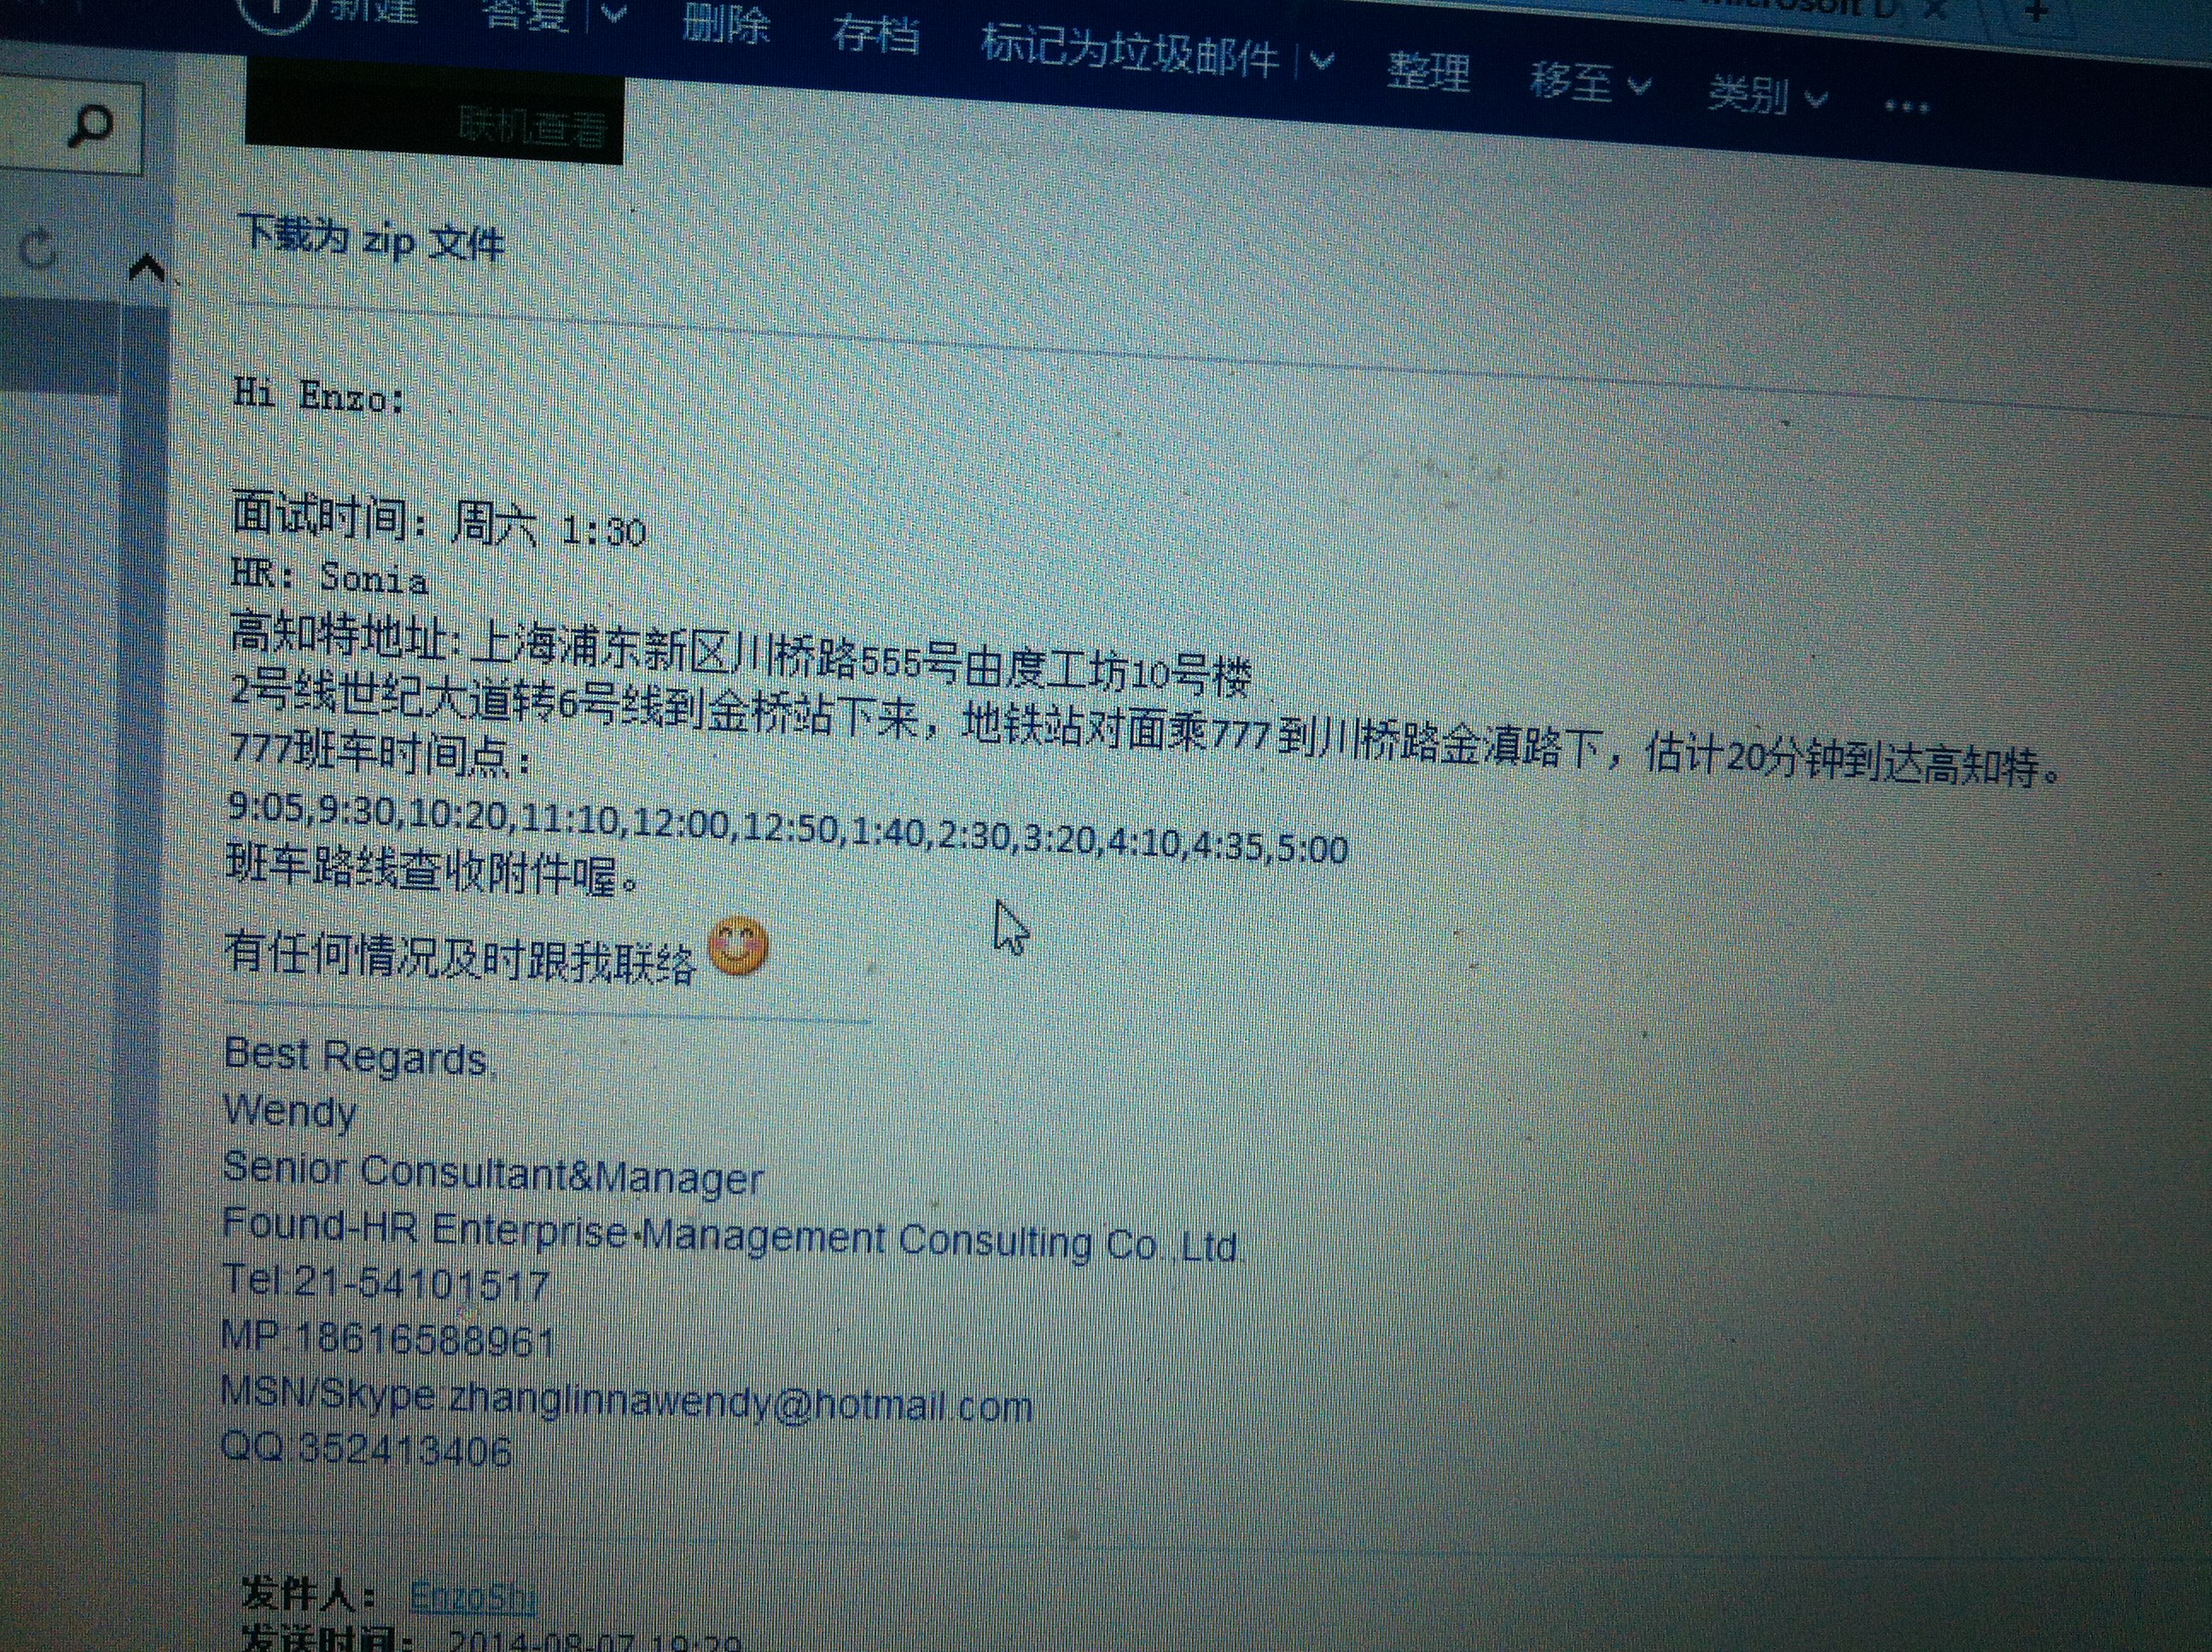 新建 答复 删除 存档 标记为垃圾邮件 整理 移至 类别 ...
联机查看
下载为 zip 文件
Hi Enzo:
面试时间：周六 1:30
HR: Sonia
高知特地址: 上海浦东新区川桥路555号由度工坊10号楼
2号线世纪大道转6号线到金桥站下来，地铁站对面乘777到川桥路金滇路下，估计20分钟到达高知特。
777班车时间点：
9:05,9:30,10:20,11:10,12:00,12:50,1:40,2:30,3:20,4:10,4:35,5:00
班车路线查收附件喔。
有任何情况及时跟我联络
Best Regards,
Wendy
Senior Consultant&Manager
Found-HR Enterprise Management Consulting Co.,Ltd.
Tel:21-54101517
MP:18616588961
MSN/Skype:zhanglinnawendy@hotmail.com
QQ:352413406
发件人： EnzoShi
发送时间： 2014-08-07 19:29